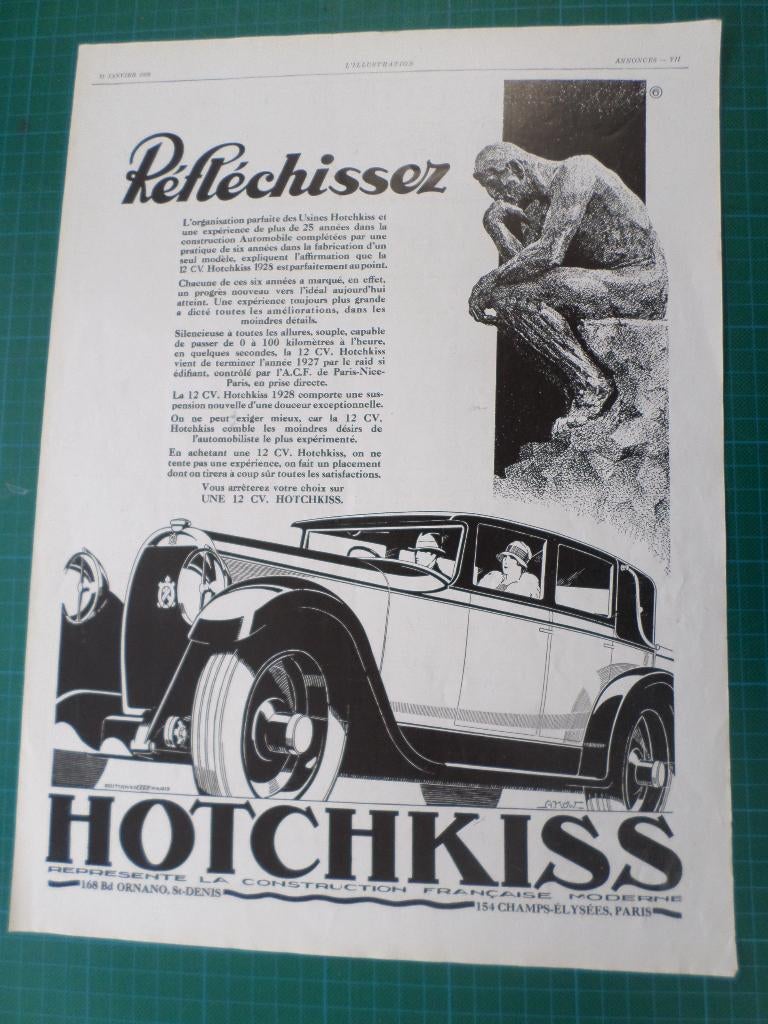 JANVIER 1928
L'ILLUSTRATION
ANNONCES — VII
6
Réfléchissez
L'organisation parfaite des Usines Hotchkiss et
une expérience de plus de 25 années dans la
construction Automobile complétées par une
pratique de six années dans la fabrication d'un
seul modèle, expliquent l'affirmation que la
12 CV. Hotchkiss 1928 est parfaitement au point.
Chacune de ces six années a marqué, en effet,
un progrès nouveau vers l'idéal aujourd'hui
atteint. Une expérience toujours plus grande
a dicté toutes les améliorations, dans les
moindres détails.
Silencieuse à toutes les allures, souple, capable
de passer de 0 à 100 kilomètres à l'heure,
en quelques secondes, la 12 CV. Hotchkiss
vient de terminer l'année 1927 par le raid si
édifiant, contrôlé par l'A.C.F. de Paris-Nice-
Paris, en prise directe.
La 12 CV. Hotchkiss 1928 comporte une sus-
pension nouvelle d'une douceur exceptionnelle.
On ne peut exiger mieux, car la 12 CV.
Hotchkiss comble les moindres désirs de
l'automobiliste le plus expérimenté.
En achetant une 12 CV. Hotchkiss, on ne
tente pas une expérience, on fait un placement
dont on tirera à coup sûr toutes les satisfactions.
Vous arrêterez votre choix sur
UNE 12 CV. HOTCHKISS.
PARIS
HOTCHKISS
REPRÉSENTE LA CONSTRUCTION FRANÇAISE MODERNE
168 Bd ORNANO, St-DENIS
154 CHAMPS-ÉLYSÉES, PARIS